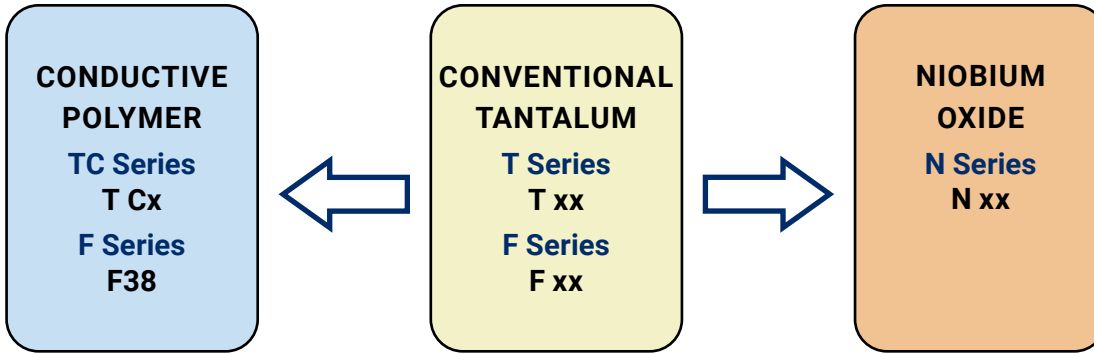 CONDUCTIVE
POLYMER
TC Series
T Cx
F Series
F38
CONVENTIONAL
TANTALUM
T Series
T xx
F Series
F xx
NIOBIUM
OXIDE
N Series
N xx